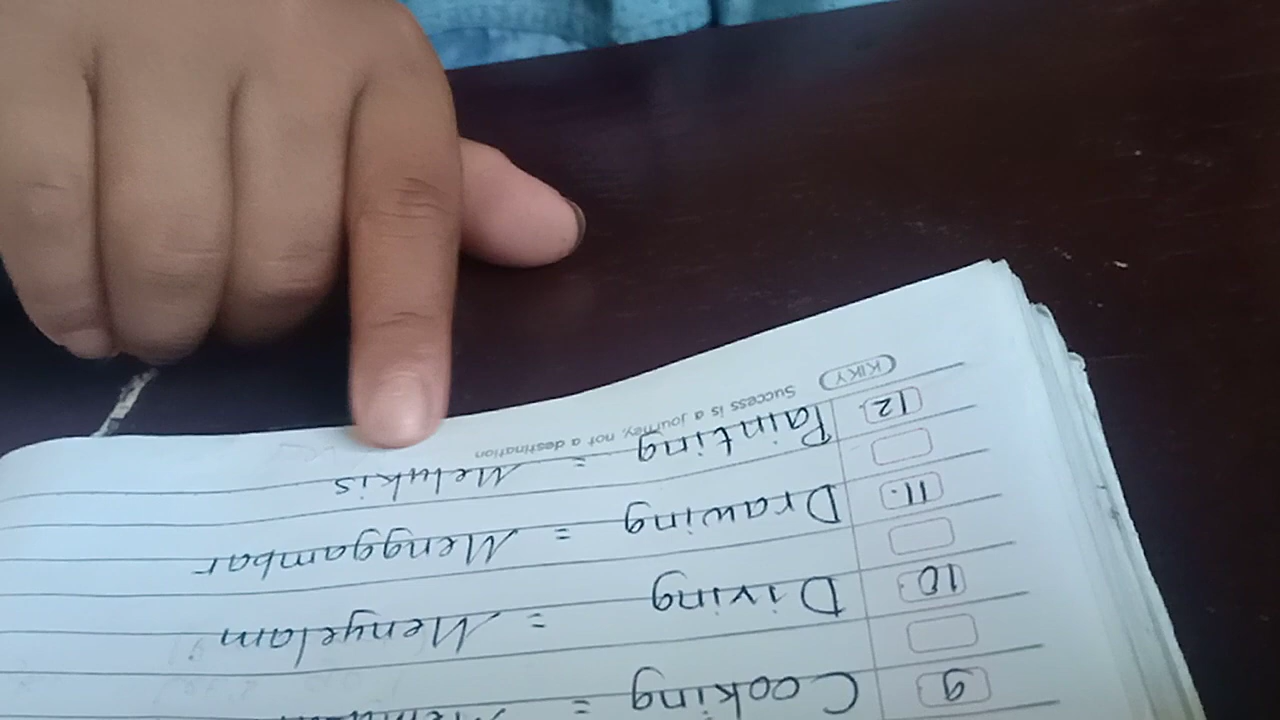 9 Cooking =
10 Diving = Menyelam
11. Drawing = Menggambar
12. Painting = Melukis
KIKY Success is a journey, not a destination